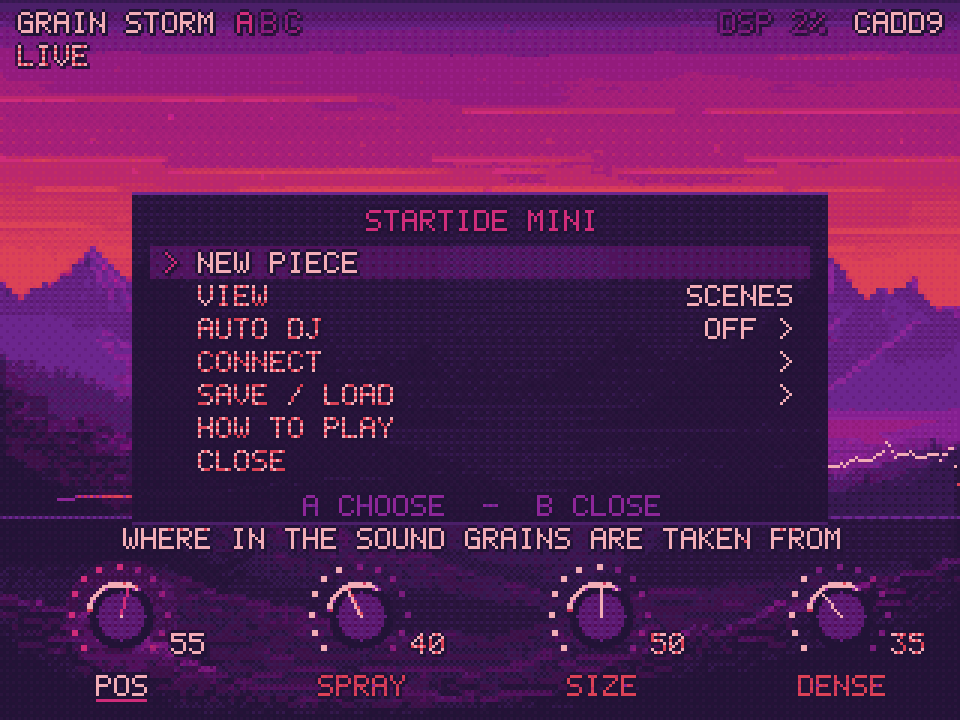 GRAIN STORM ABC DSP 2% CADD9
LIVE
STARTIDE MINI
> NEW PIECE
VIEW SCENES
AUTO DJ OFF >
CONNECT >
SAVE / LOAD >
HOW TO PLAY
CLOSE
A CHOOSE - B CLOSE
WHERE IN THE SOUND GRAINS ARE TAKEN FROM
55 40 50 35
POS SPRAY SIZE DENSE